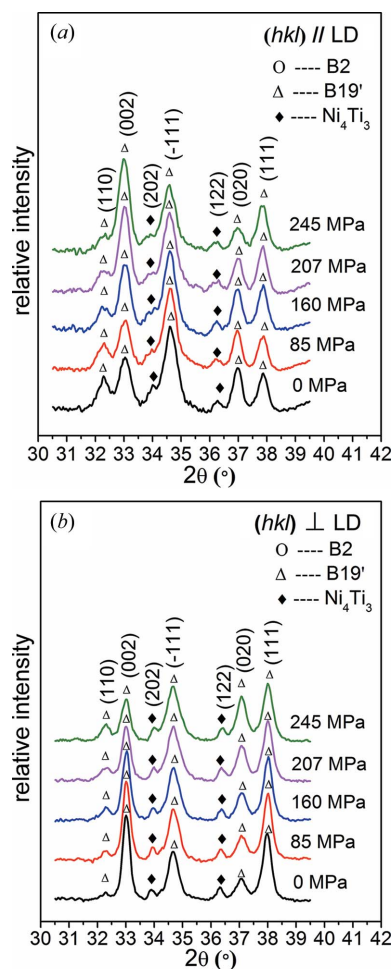 (a)
(hkl) // LD
O ---- B2
Δ ---- B19'
◆ ---- Ni₄Ti₃
relative intensity
(110)
(002)
(202)
(-111)
(122)
(020)
(111)
245 MPa
207 MPa
160 MPa
85 MPa
0 MPa
30 31 32 33 34 35 36 37 38 39 40 41 42
2θ (°)
(b)
(hkl) ⊥ LD
O ---- B2
Δ ---- B19'
◆ ---- Ni₄Ti₃
relative intensity
(110)
(002)
(202)
(-111)
(122)
(020)
(111)
245 MPa
207 MPa
160 MPa
85 MPa
0 MPa
30 31 32 33 34 35 36 37 38 39 40 41 42
2θ (°)